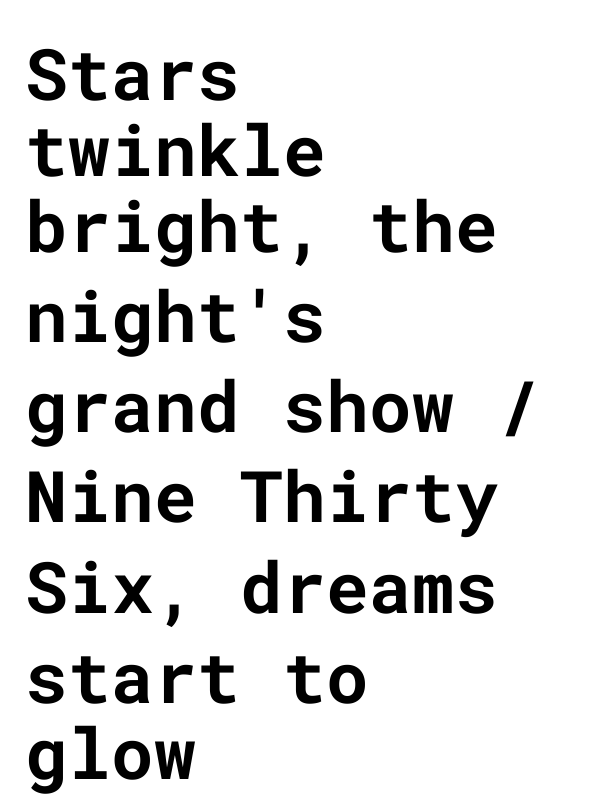 Stars
twinkle
bright, the
night's
grand show /
Nine Thirty
Six, dreams
start to
glow